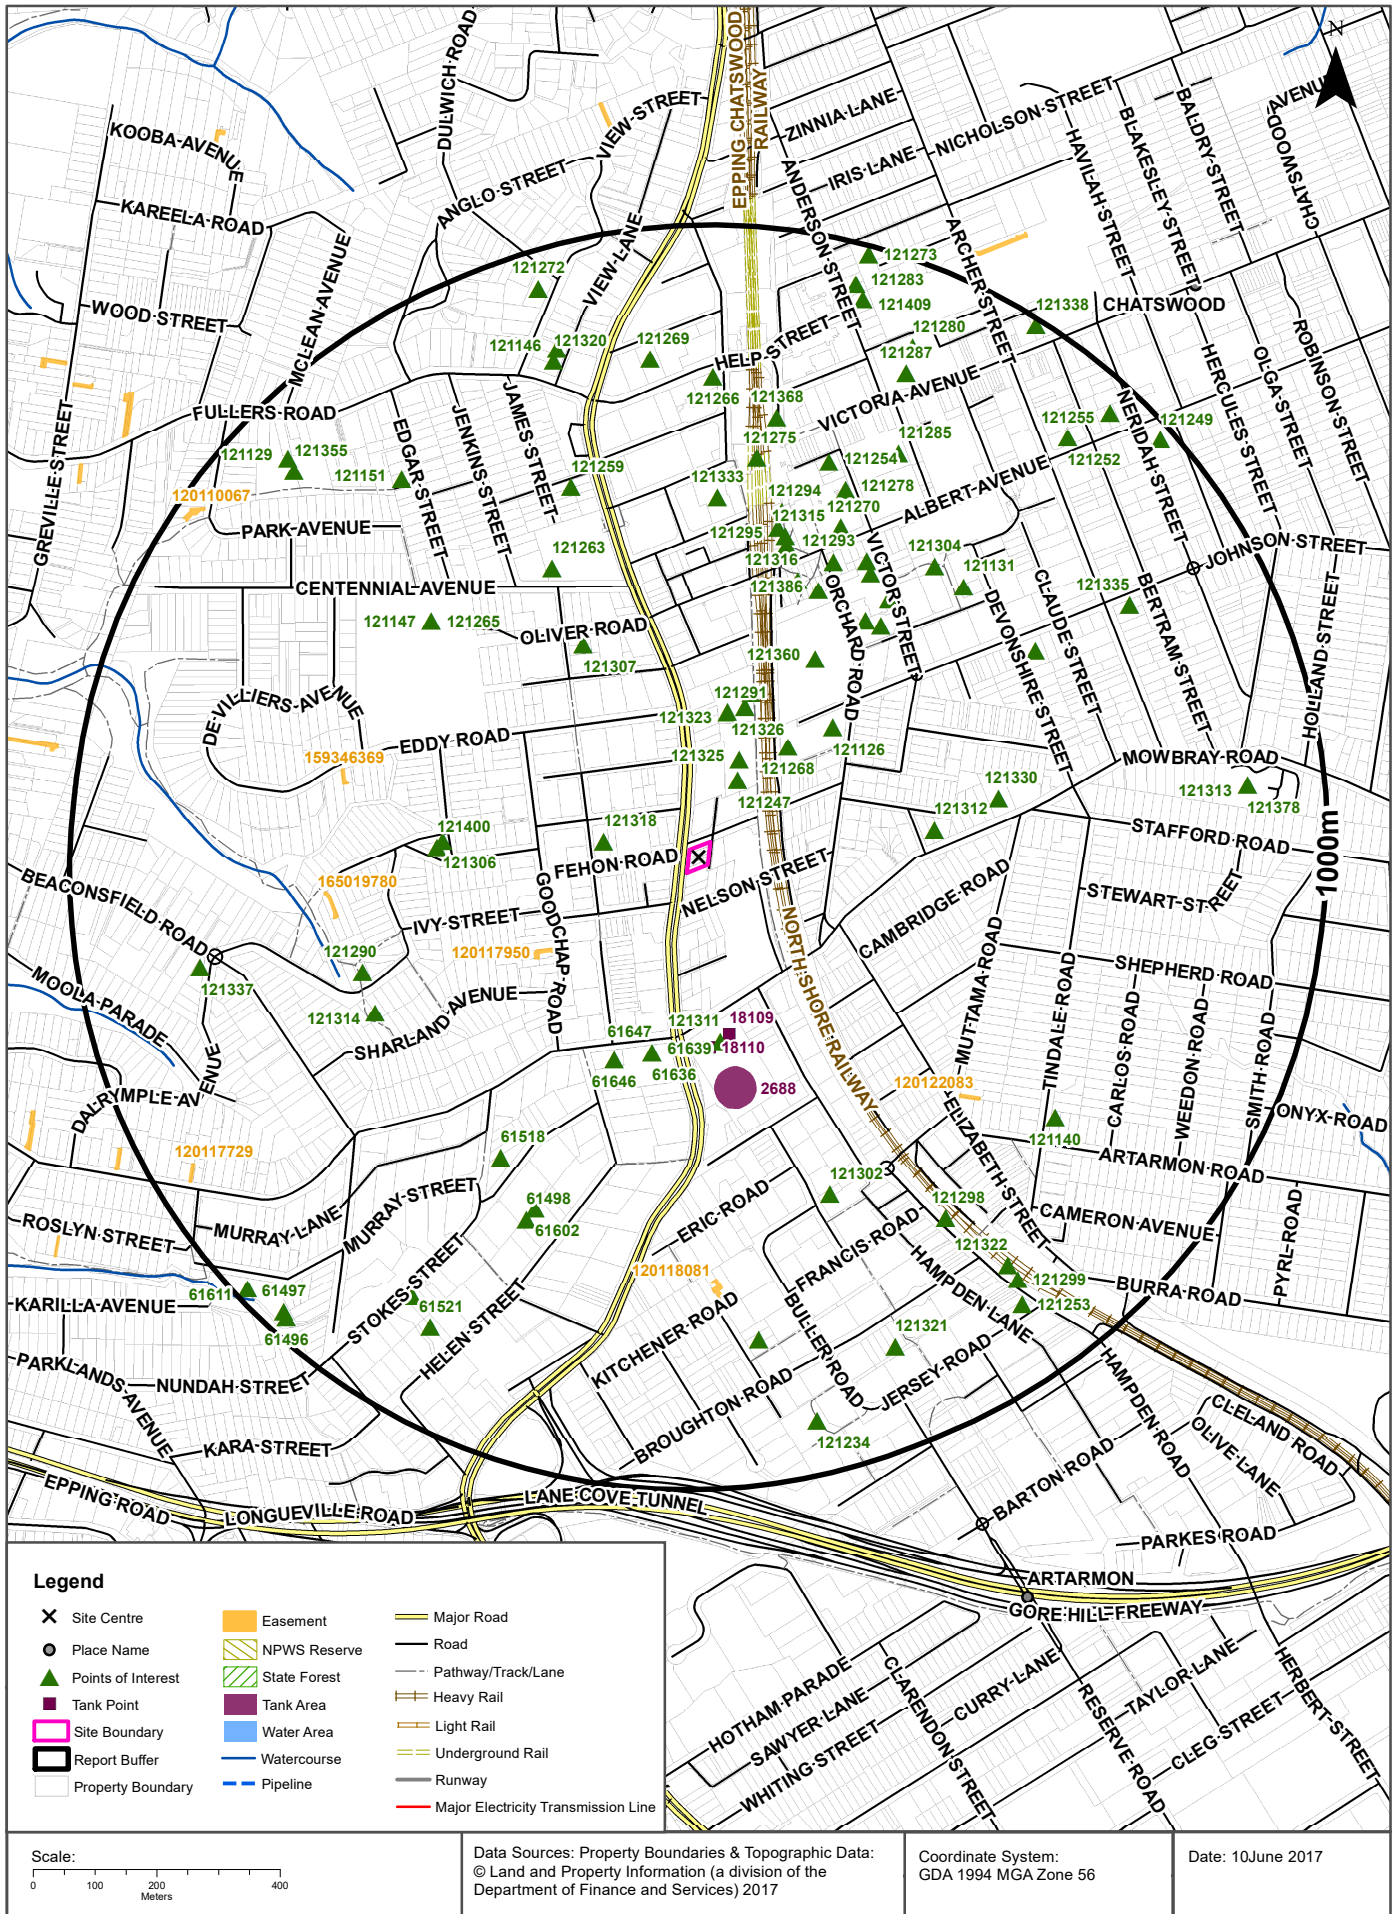 N
DULWICH ROAD
EPPING CHATSWOOD
RAILWAY
VIEW STREET
ZINNIA LANE
NICHOLSON STREET
BALDRY STREET
AVENUE
CHATSWOOD
KOOBA AVENUE
BLAKESLEY STREET
HAVILAH STREET
IRIS LANE
ANDERSON STREET
ANGLO STREET
KAREELA ROAD
VIEW LANE
ARCHER STREET
MCLEAN AVENUE
121272
121273
121283
121409
121338
CHATSWOOD
WOOD STREET
121280
ROBINSON STREET
121146
121320
121269
HELP STREET
121287
HERCULES STREET
OLGA STREET
121266
121368
VICTORIA AVENUE
GREVILLE STREET
FULLERS ROAD
EDGAR STREET
JENKINS STREET
JAMES STREET
NERIDAH STREET
121255
121249
121129
121355
121151
121275
121285
121252
121259
121254
120110067
121333
121294
121278
ALBERT AVENUE
PARK AVENUE
121270
121315
121295
121293
121263
121316
121304
JOHNSON STREET
CENTENNIAL AVENUE
121386
VICTOR STREET
121131
121335
121147
121265
OLIVER ROAD
ORCHARD ROAD
DEVONSHIRE STREET
CLAUDE STREET
BERTRAM STREET
HOLLAND STREET
121307
121360
DE VILLIERS AVENUE
121291
121323
121326
EDDY ROAD
121126
MOWBRAY ROAD
159346369
121325
121268
121330
121313
121378
121247
121312
121400
121318
STAFFORD ROAD
121306
FEHON ROAD
1000m
BEACONSFIELD ROAD
165019780
GOODCHAP ROAD
NELSON STREET
CAMBRIDGE ROAD
STEWART STREET
IVY STREET
120117950
NORTH SHORE RAILWAY
121290
121337
MUTTAMA ROAD
SHEPHERD ROAD
MOOLA PARADE
TINDALE ROAD
CARLOS ROAD
WEEDON ROAD
SMITH ROAD
121314
SHARLAND AVENUE
61647
121311
18109
61639
18110
61646
61636
DALRYMPLE AVENUE
2688
120122083
ONYX ROAD
ELIZABETH STREET
61518
121140
120117729
ARTARMON ROAD
121302
61498
61602
MURRAY LANE
MURRAY STREET
121298
ROSLYN STREET
ERIC ROAD
CAMERON AVENUE
FRANCIS ROAD
121322
PYRL ROAD
STOKES STREET
120118081
HAMPDEN LANE
121299
BURRA ROAD
61611
61497
KARILLA AVENUE
61521
HELEN STREET
KITCHENER ROAD
BULLER ROAD
121253
61496
121321
PARKLANDS AVENUE
NUNDAH STREET
BROUGHTON ROAD
JERSEY ROAD
HAMPDEN ROAD
CLELAND ROAD
KARA STREET
121234
OLIVE LANE
BARTON ROAD
EPPING ROAD
LONGUEVILLE ROAD
LANE COVE TUNNEL
PARKES ROAD
ARTARMON
GORE HILL FREEWAY
HOTHAM PARADE
SAWYER LANE
WHITING STREET
CLARENDON STREET
CURRY LANE
RESERVE ROAD
TAYLOR LANE
CLEG STREET
HERBERT STREET
Legend
Site Centre
Place Name
Points of Interest
Tank Point
Site Boundary
Report Buffer
Property Boundary
Easement
NPWS Reserve
State Forest
Tank Area
Water Area
Watercourse
Pipeline
Major Road
Road
Pathway/Track/Lane
Heavy Rail
Light Rail
Underground Rail
Runway
Major Electricity Transmission Line
Scale:
0 100 200 400
Meters
Data Sources: Property Boundaries & Topographic Data:
© Land and Property Information (a division of the
Department of Finance and Services) 2017
Coordinate System:
GDA 1994 MGA Zone 56
Date: 10June 2017